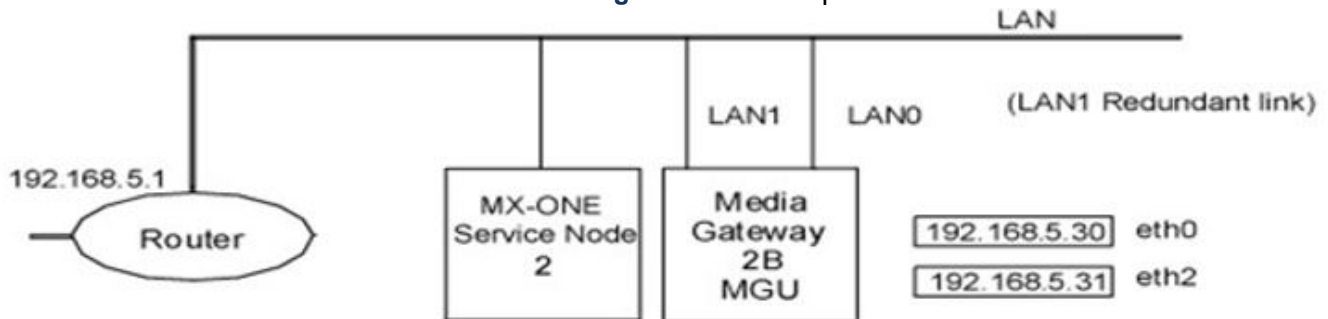 LAN
LAN1
LAN0
(LAN1 Redundant link)
192.168.5.1
Router
MX-ONE
Service Node
2
Media
Gateway
2B
MGU
192.168.5.30 eth0
192.168.5.31 eth2